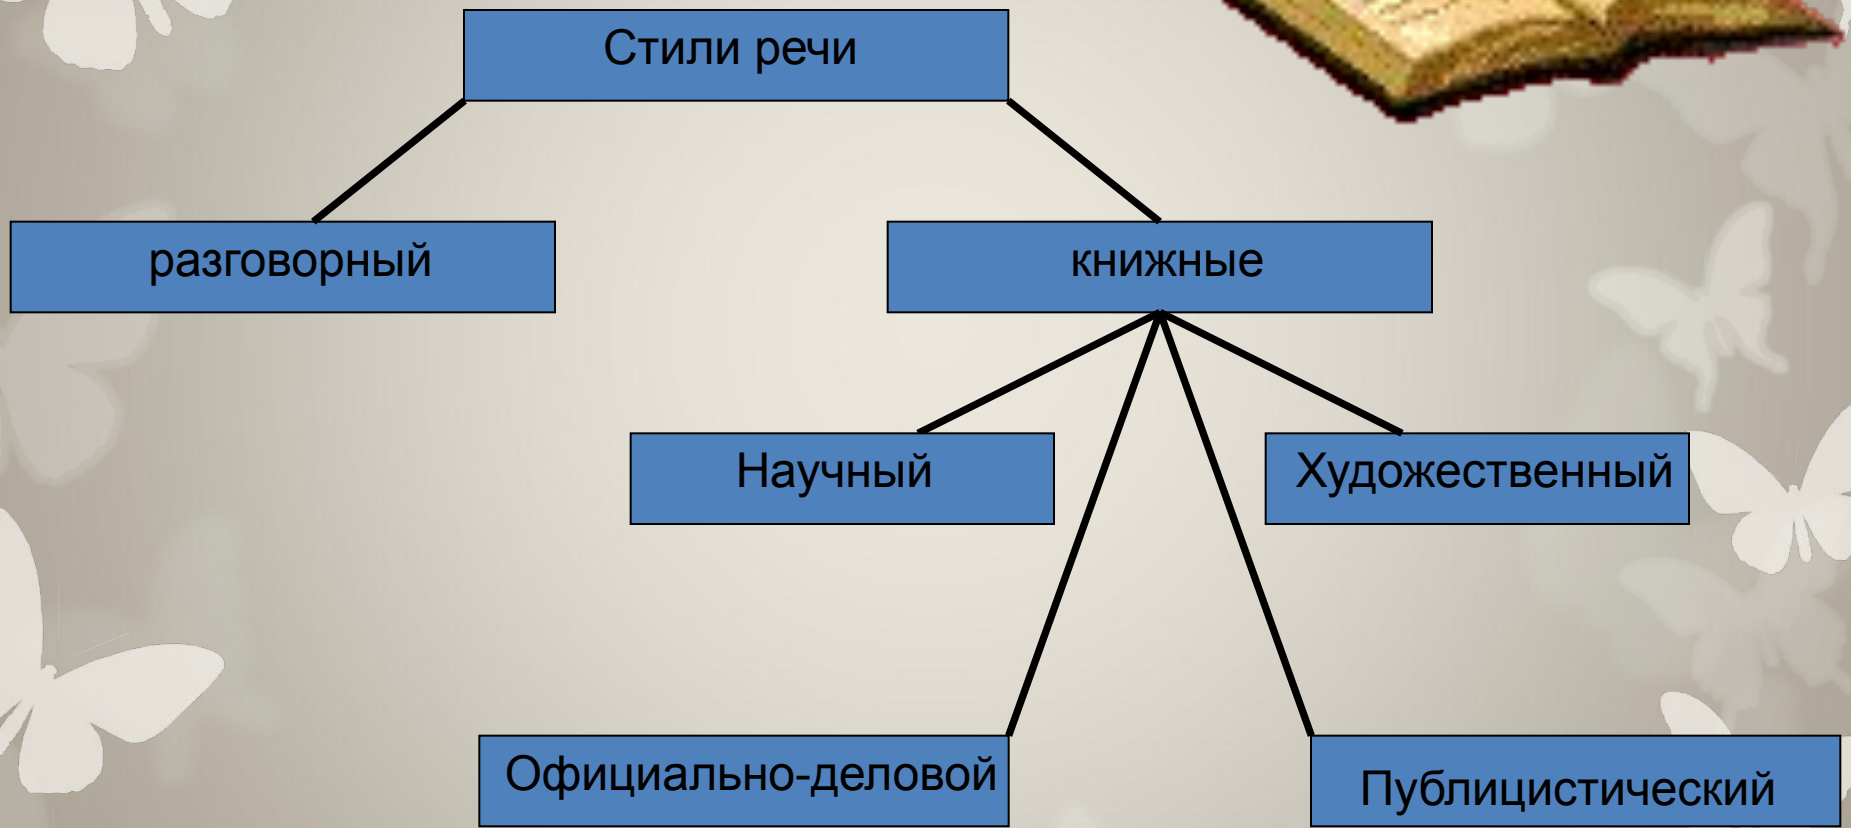 Стили речи
разговорный
книжные
Научный
Художественный
Официально-деловой
Публицистический